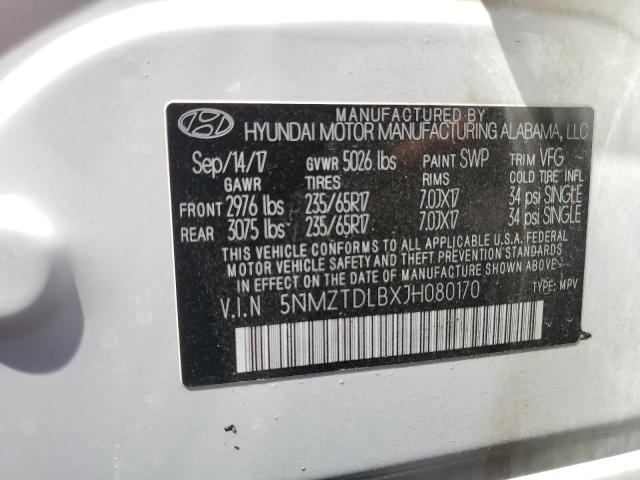 MANUFACTURED BY
HYUNDAI MOTOR MANUFACTURING ALABAMA, LLC
Sep/14/17 GVWR 5026 lbs PAINT SWP TRIM VFG
GAWR TIRES RIMS COLD TIRE INFL
FRONT 2976 lbs 235/65R17 7.0JX17 34 psi SINGLE
REAR 3075 lbs 235/65R17 7.0JX17 34 psi SINGLE
THIS VEHICLE CONFORMS TO ALL APPLICABLE U.S.A. FEDERAL
MOTOR VEHICLE SAFETY, BUMPER, AND THEFT PREVENTION STANDARDS
IN EFFECT ON THE DATE OF MANUFACTURE SHOWN ABOVE.
V.I.N 5NMZTDLBXJH080170 TYPE: MPV